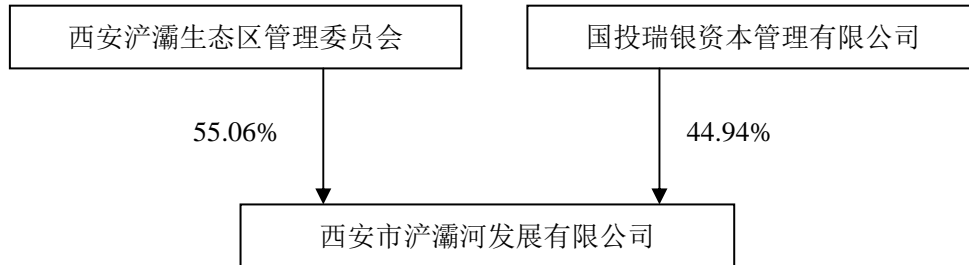 西安浐灞生态区管理委员会
国投瑞银资本管理有限公司
55.06%
44.94%
西安市浐灞河发展有限公司